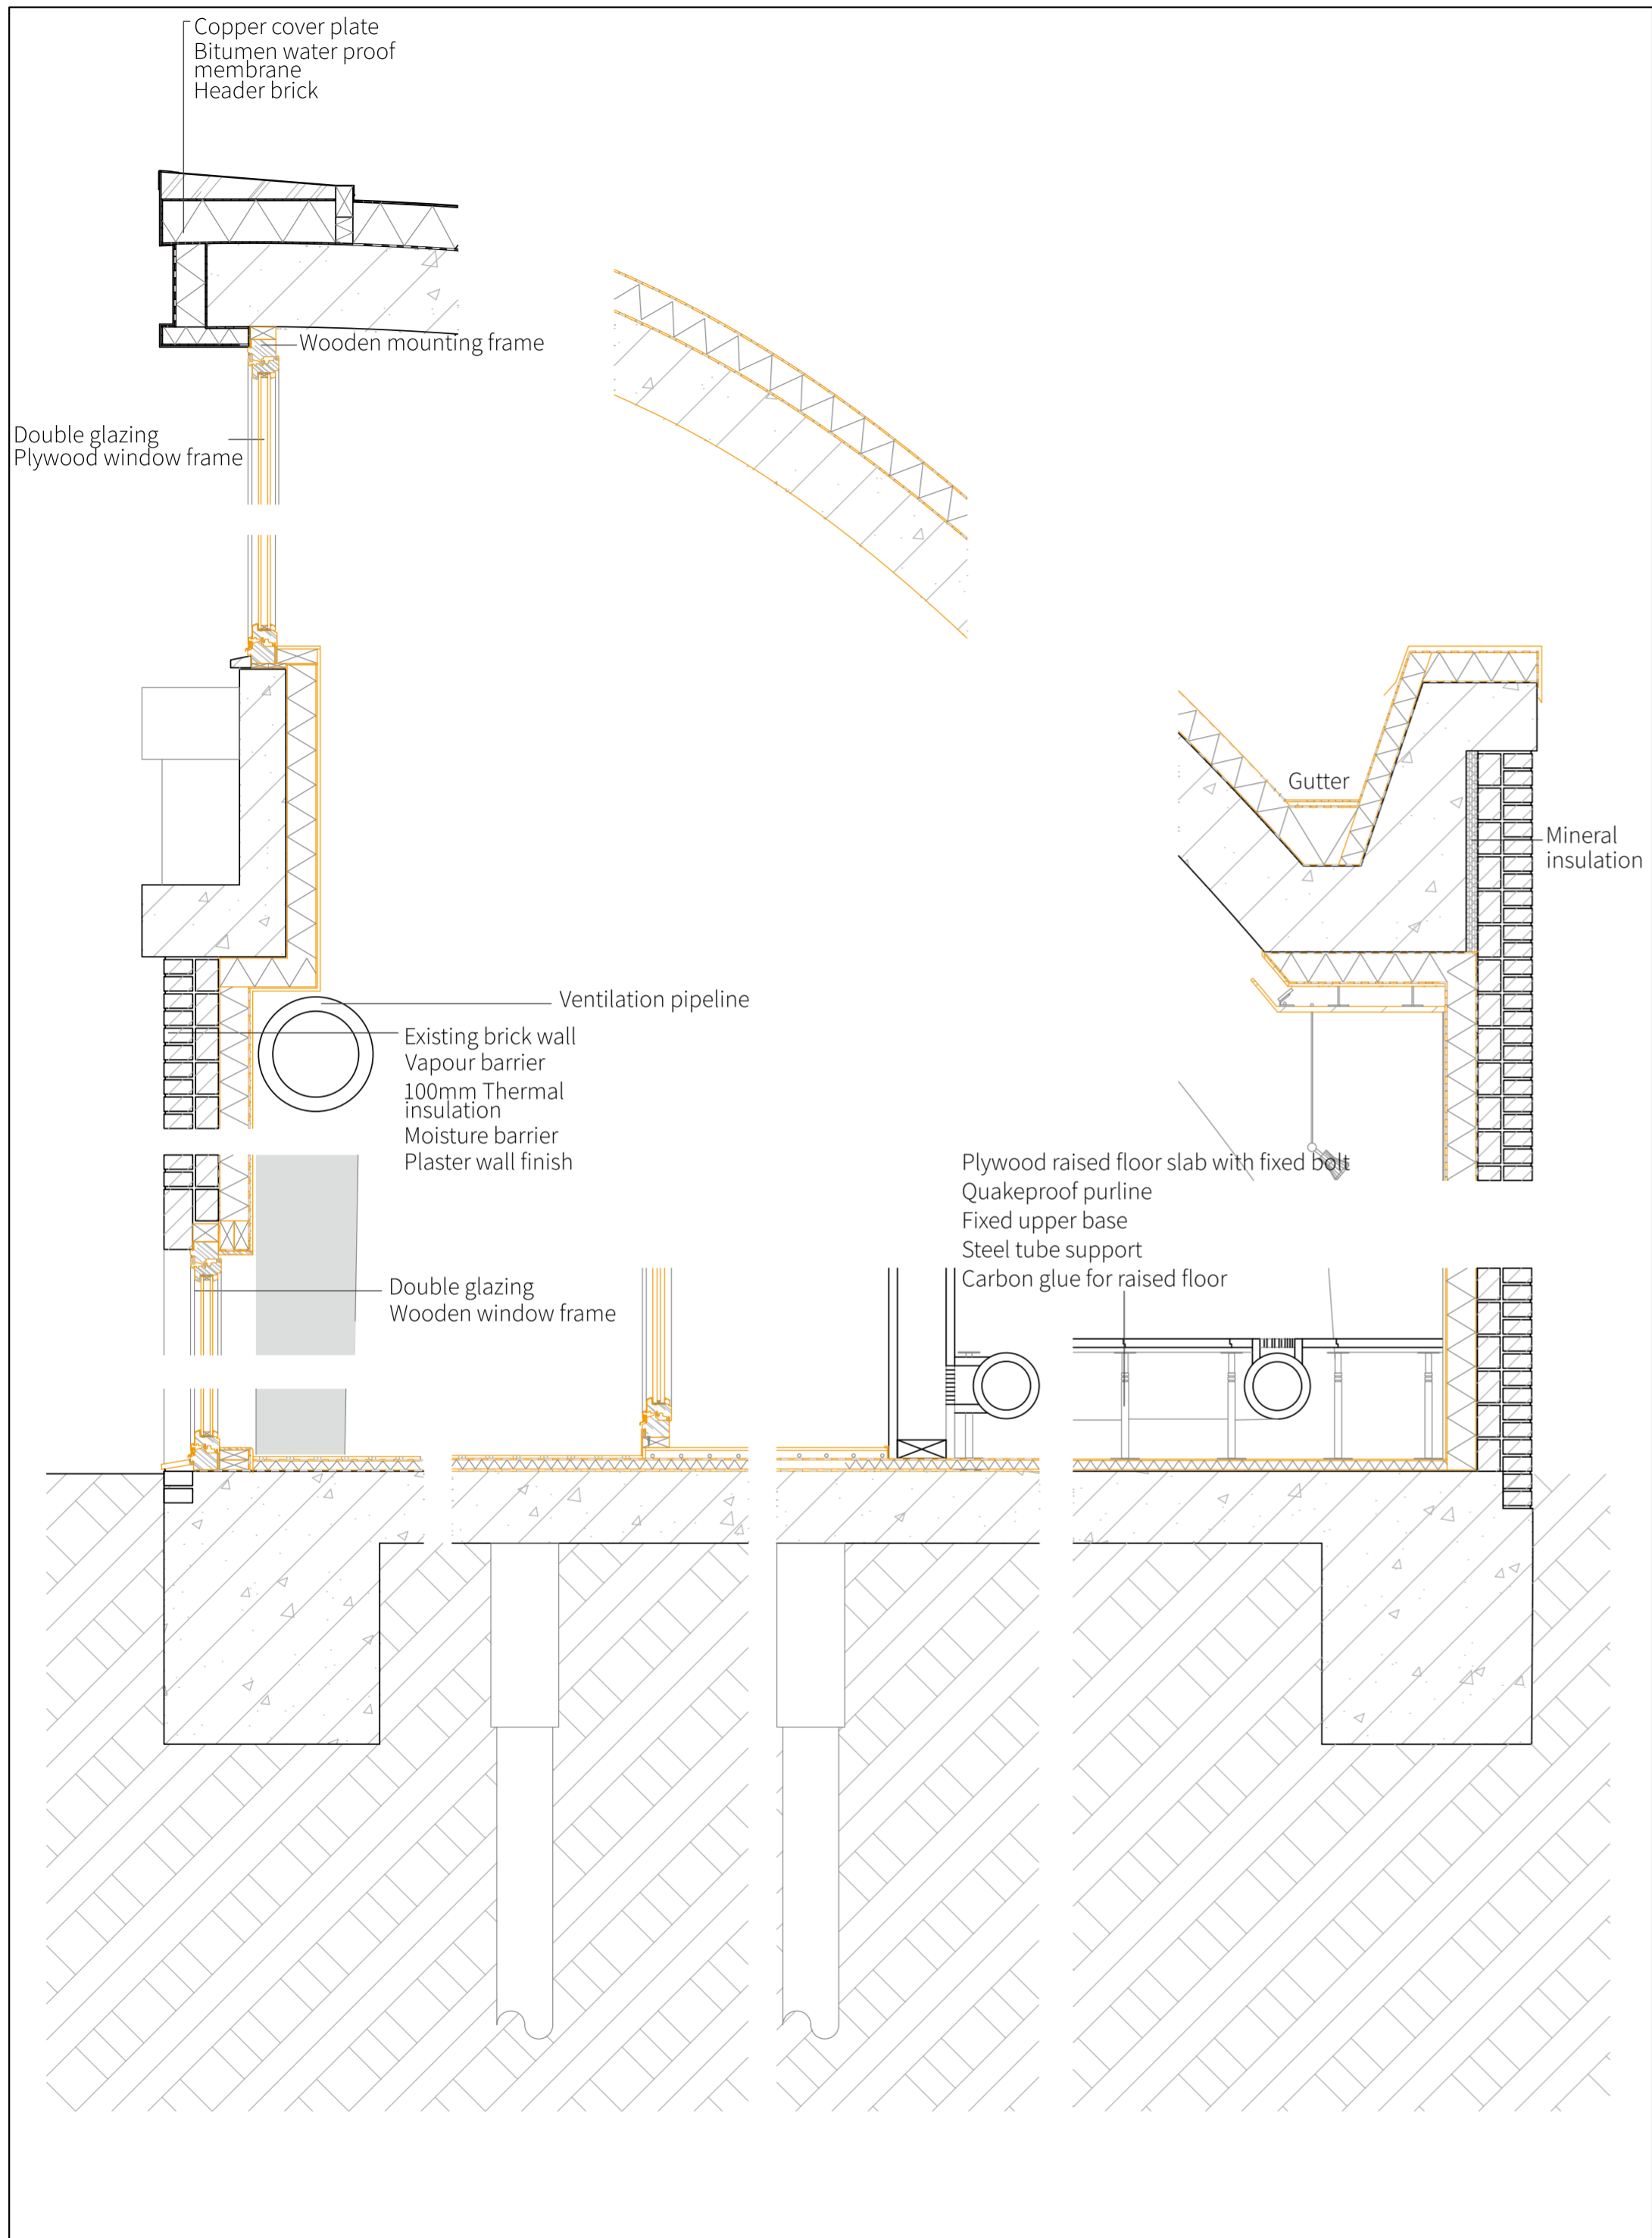 Copper cover plate
Bitumen water proof
membrane
Header brick
Wooden mounting frame
Double glazing
Plywood window frame
Gutter
Mineral
insulation
Ventilation pipeline
Existing brick wall
Vapour barrier
100mm Thermal
insulation
Moisture barrier
Plaster wall finish
Plywood raised floor slab with fixed bolt
Quakeproof purline
Fixed upper base
Steel tube support
Carbon glue for raised floor
Double glazing
Wooden window frame